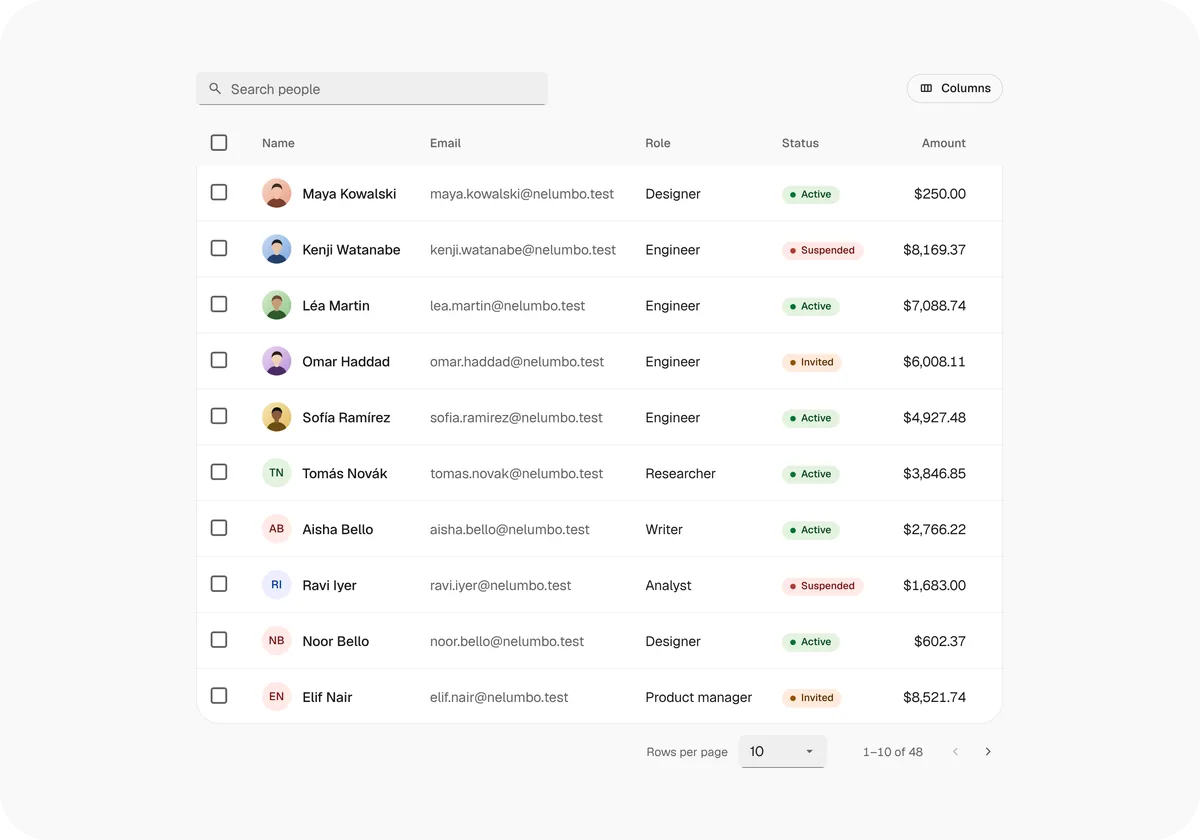 Search people
Columns
Name Email Role Status Amount
Maya Kowalski maya.kowalski@nelumbo.test Designer Active $250.00
Kenji Watanabe kenji.watanabe@nelumbo.test Engineer Suspended $8,169.37
Léa Martin lea.martin@nelumbo.test Engineer Active $7,088.74
Omar Haddad omar.haddad@nelumbo.test Engineer Invited $6,008.11
Sofía Ramírez sofia.ramirez@nelumbo.test Engineer Active $4,927.48
TN Tomás Novák tomas.novak@nelumbo.test Researcher Active $3,846.85
AB Aisha Bello aisha.bello@nelumbo.test Writer Active $2,766.22
RI Ravi Iyer ravi.iyer@nelumbo.test Analyst Suspended $1,683.00
NB Noor Bello noor.bello@nelumbo.test Designer Active $602.37
EN Elif Nair elif.nair@nelumbo.test Product manager Invited $8,521.74
Rows per page 10 1–10 of 48